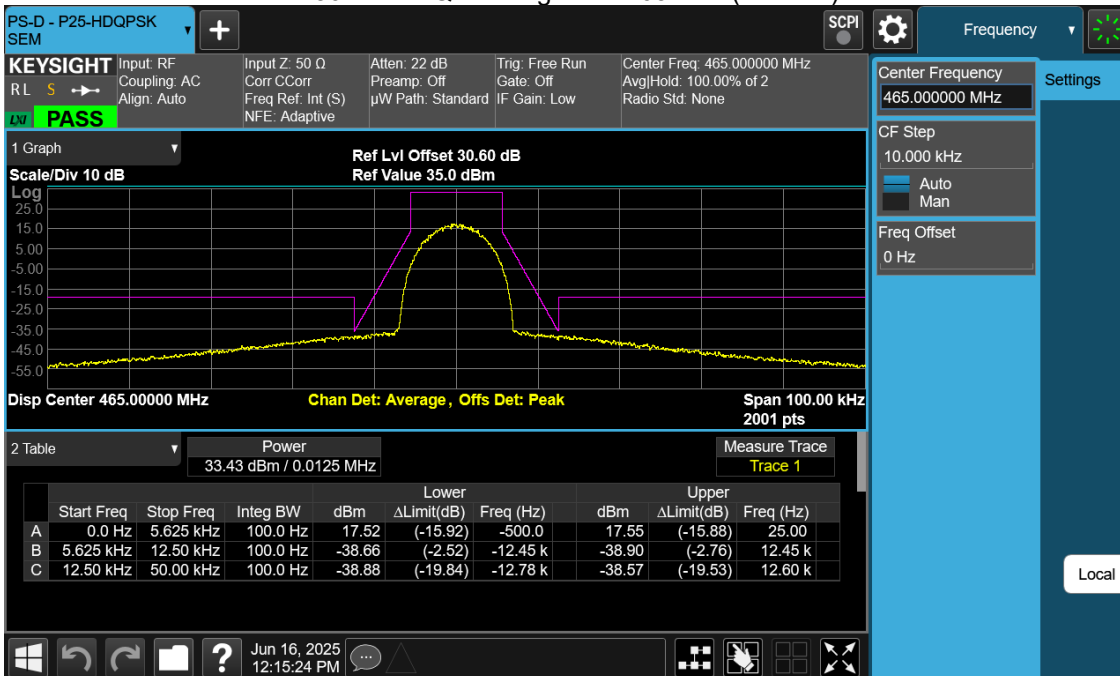 PS-D - P25-HDQPSK
SEM
SCPI
Frequency
KEYSIGHT
R L S
LXI PASS
Input: RF
Coupling: AC
Align: Auto
Input Z: 50 Ω
Corr CCorr
Freq Ref: Int (S)
NFE: Adaptive
Atten: 22 dB
Preamp: Off
µW Path: Standard
Trig: Free Run
Gate: Off
IF Gain: Low
Center Freq: 465.000000 MHz
Avg|Hold: 100.00% of 2
Radio Std: None
Center Frequency
465.000000 MHz
Settings
CF Step
10.000 kHz
Auto
Man
Freq Offset
0 Hz
1 Graph
Scale/Div 10 dB
Ref Lvl Offset 30.60 dB
Ref Value 35.0 dBm
Log
25.0
15.0
5.00
-5.00
-15.0
-25.0
-35.0
-45.0
-55.0
Disp Center 465.00000 MHz
Chan Det: Average , Offs Det: Peak
Span 100.00 kHz
2001 pts
2 Table
Power
33.43 dBm / 0.0125 MHz
Measure Trace
Trace 1
Lower Upper
Start Freq Stop Freq Integ BW dBm ΔLimit(dB) Freq (Hz) dBm ΔLimit(dB) Freq (Hz)
A 0.0 Hz 5.625 kHz 100.0 Hz 17.52 (-15.92) -500.0 17.55 (-15.88) 25.00
B 5.625 kHz 12.50 kHz 100.0 Hz -38.66 (-2.52) -12.45 k -38.90 (-2.76) 12.45 k
C 12.50 kHz 50.00 kHz 100.0 Hz -38.88 (-19.84) -12.78 k -38.57 (-19.53) 12.60 k
Local
Jun 16, 2025
12:15:24 PM